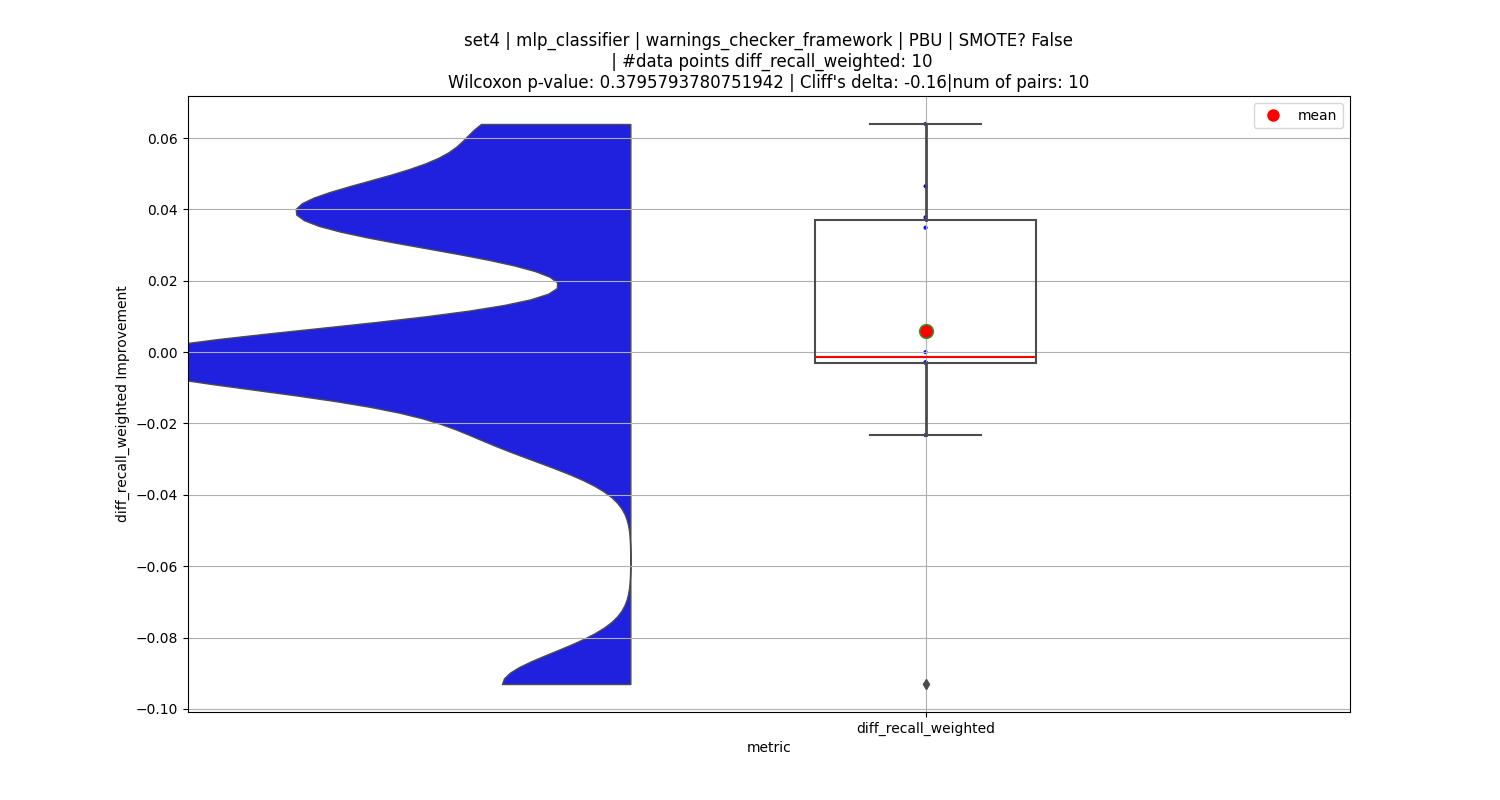 set4 | mlp_classifier | warnings_checker_framework | PBU | SMOTE? False
| #data points diff_recall_weighted: 10
Wilcoxon p-value: 0.3795793780751942 | Cliff's delta: -0.16|num of pairs: 10
mean
0.06
0.04
0.02
0.00
−0.02
−0.04
−0.06
−0.08
−0.10
diff_recall_weighted Improvement
diff_recall_weighted
metric